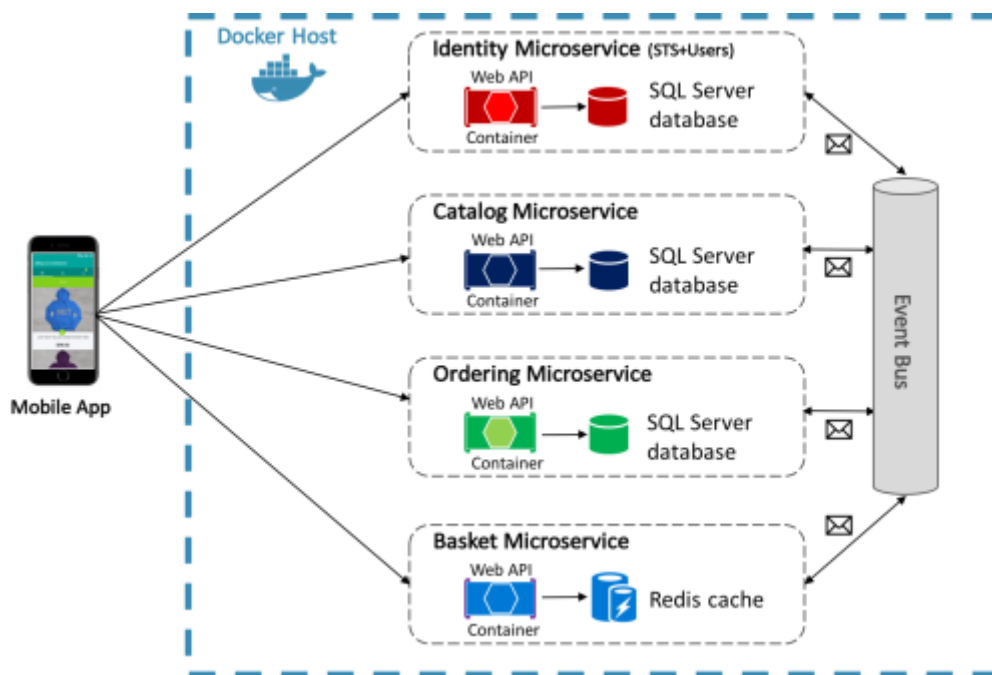 Docker Host
Identity Microservice (STS+Users)
Web API
Container
SQL Server
database
Catalog Microservice
Web API
Container
SQL Server
database
Ordering Microservice
Web API
Container
SQL Server
database
Basket Microservice
Web API
Container
Redis cache
Event Bus
Mobile App
.NET